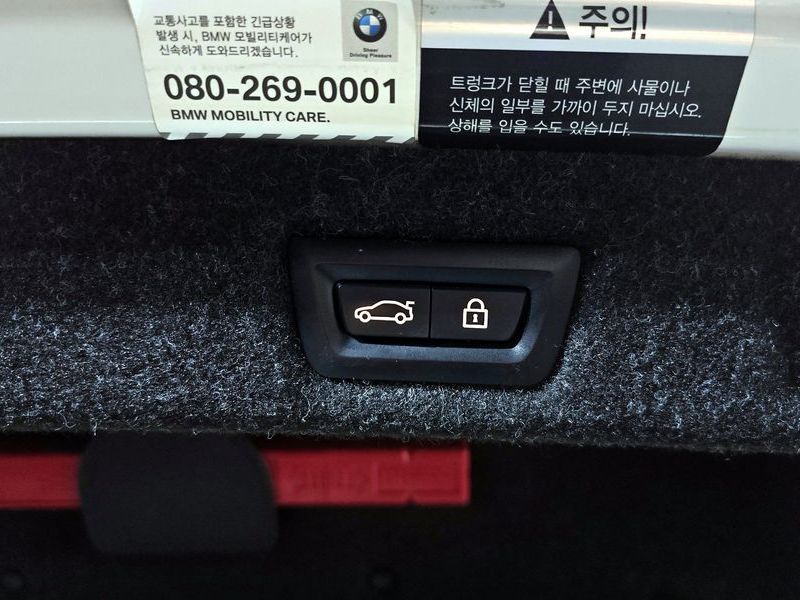 교통사고를 포함한 긴급상황
발생 시, BMW 모빌리티케어가
신속하게 도와드리겠습니다.
BMW
Sheer
Driving Pleasure
080-269-0001
BMW MOBILITY CARE.
주의!
트렁크가 닫힐 때 주변에 사물이나
신체의 일부를 가까이 두지 마십시오.
상해를 입을 수도 있습니다.